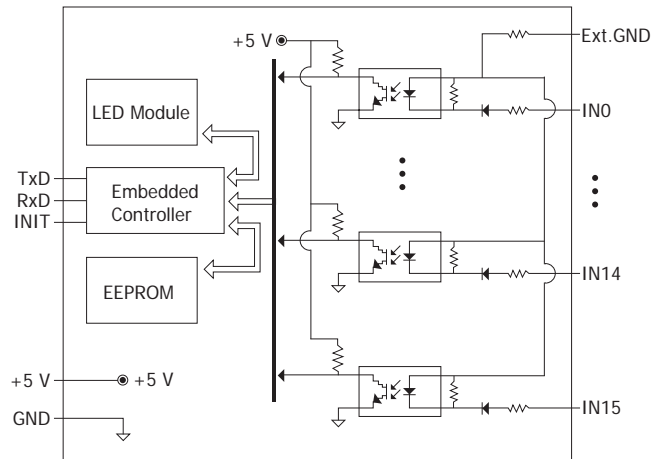 +5 V
Ext.GND
LED Module
IN0
TxD
RxD
INIT
Embedded
Controller
EEPROM
IN14
+5 V
+5 V
GND
IN15